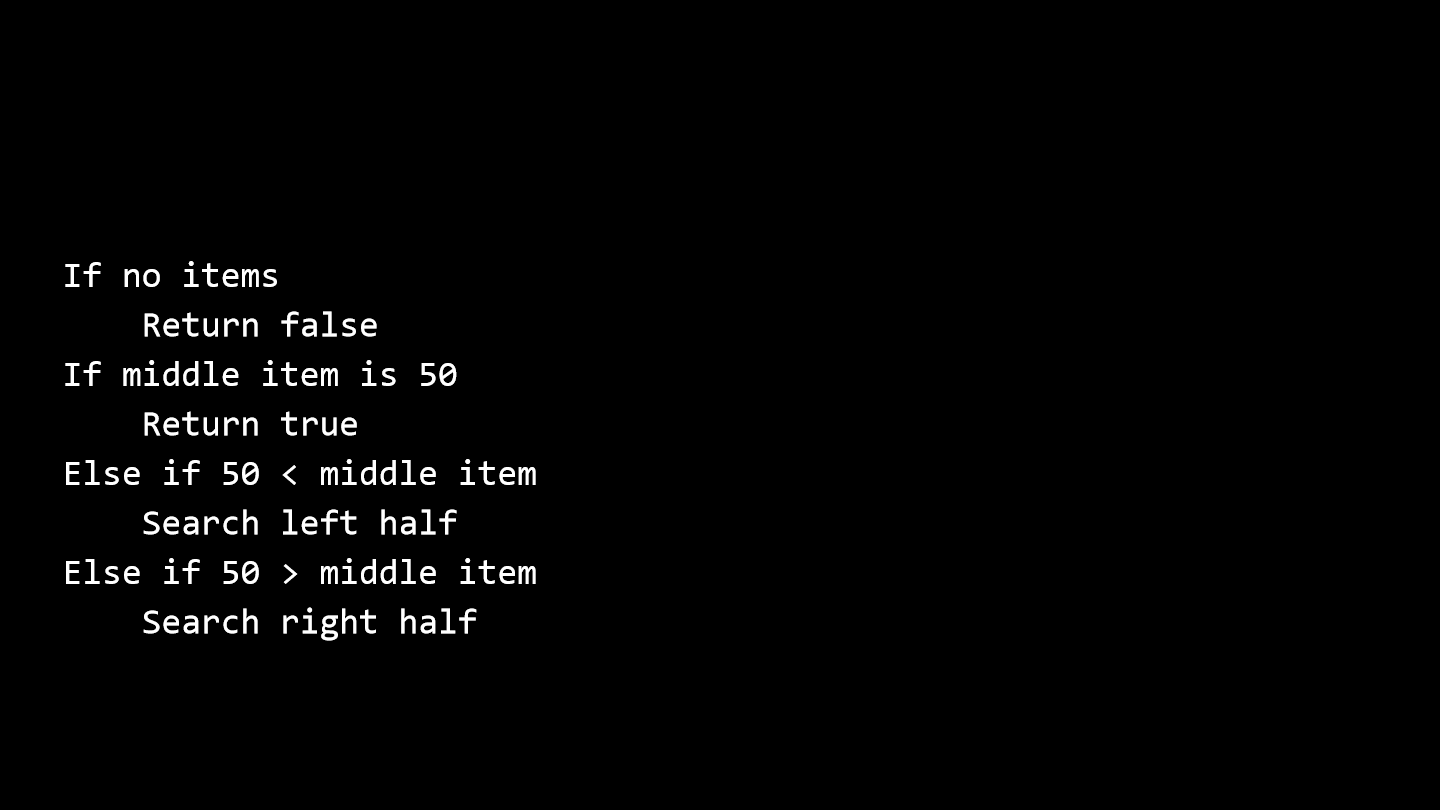 If no items
    Return false
If middle item is 50
    Return true
Else if 50 < middle item
    Search left half
Else if 50 > middle item
    Search right half